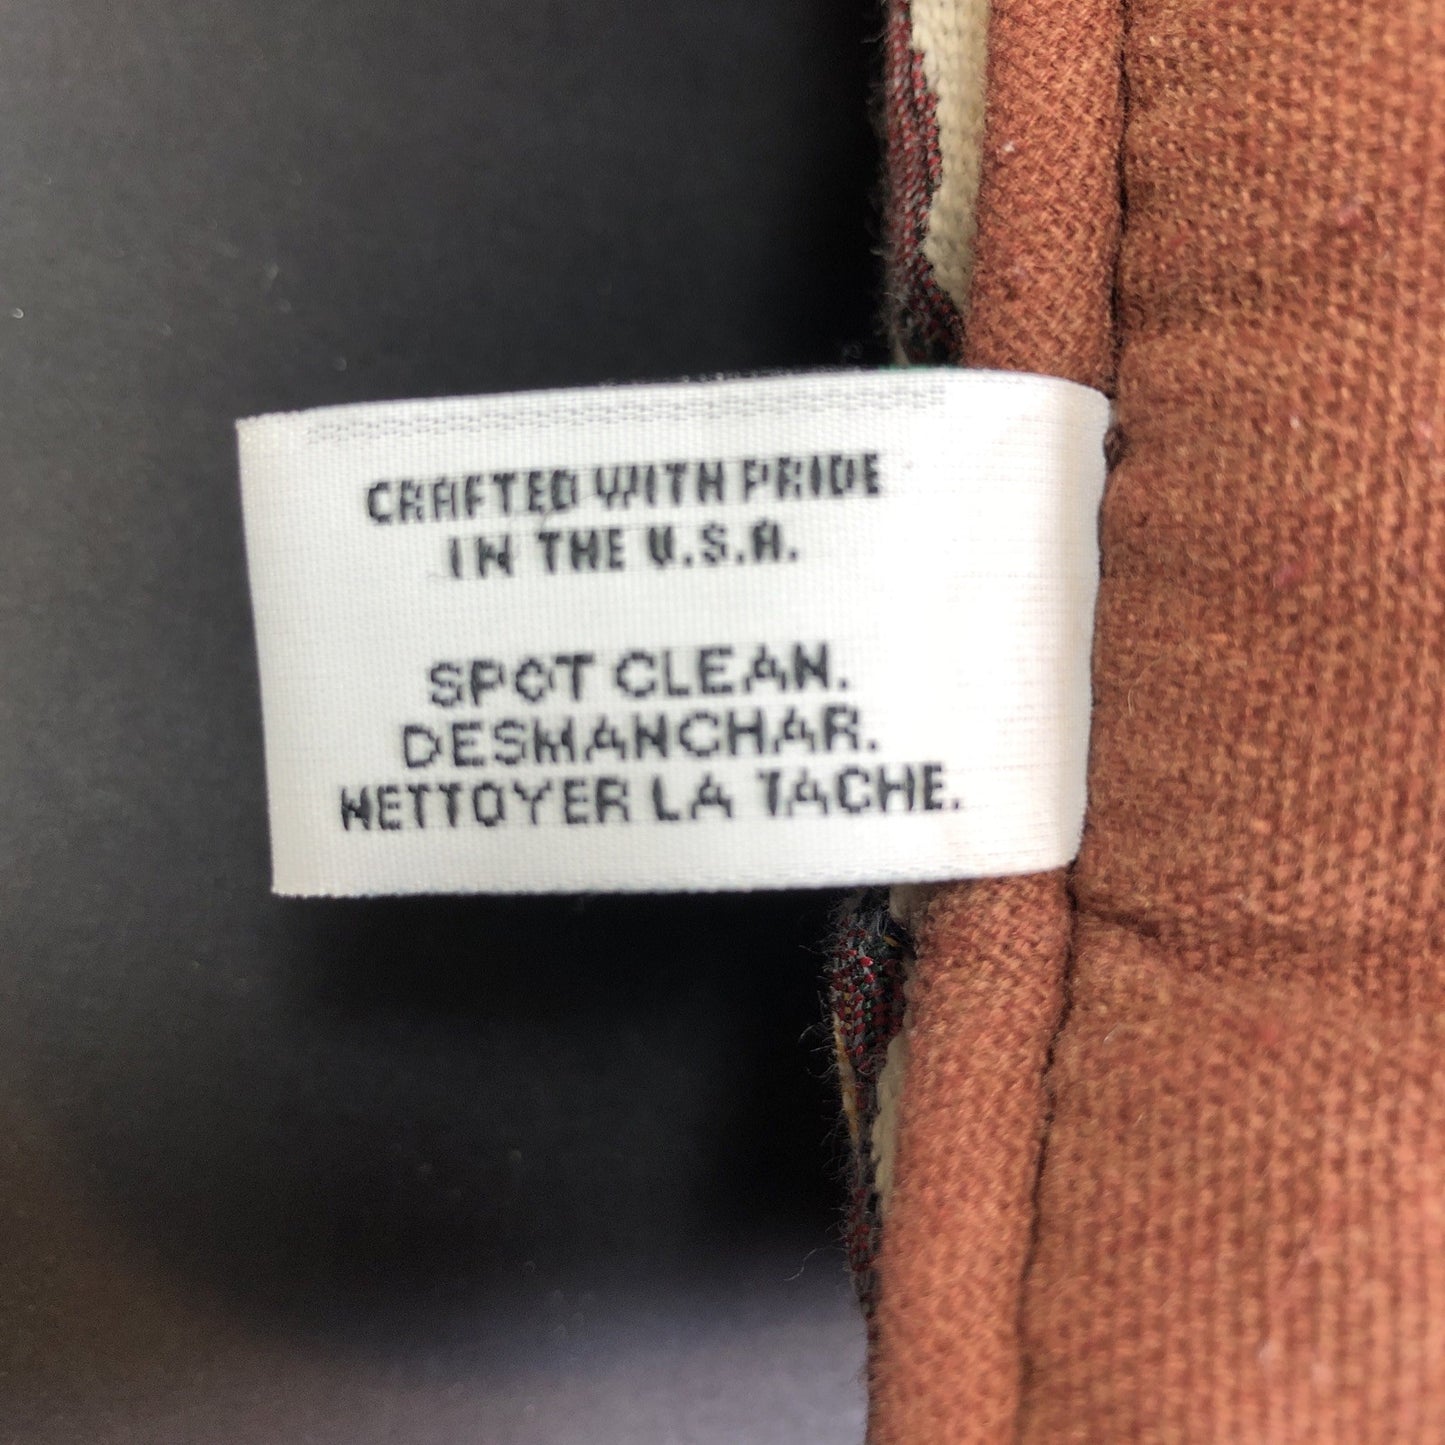 CRAFTED WITH PRIDE
IN THE U.S.A.
SPOT CLEAN.
DESMANCHAR.
NETTOYER LA TACHE.